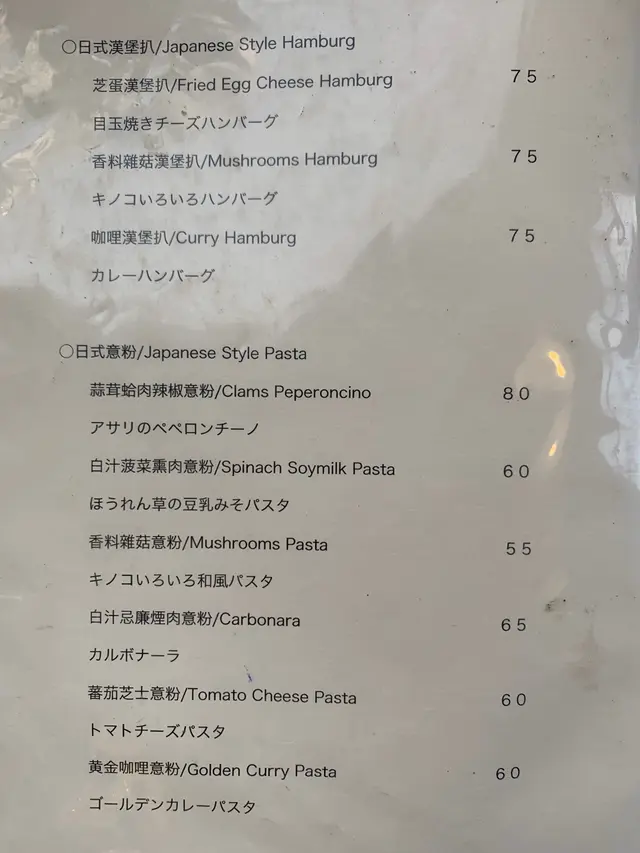 ○日式漢堡扒/Japanese Style Hamburg
芝蛋漢堡扒/Fried Egg Cheese Hamburg 75
目玉焼きチーズハンバーグ
香料雜菇漢堡扒/Mushrooms Hamburg 75
キノコいろいろハンバーグ
咖哩漢堡扒/Curry Hamburg 75
カレーハンバーグ
○日式意粉/Japanese Style Pasta
蒜茸蛤肉辣椒意粉/Clams Peperoncino 80
アサリのペペロンチーノ
白汁菠菜熏肉意粉/Spinach Soymilk Pasta 60
ほうれん草の豆乳みそパスタ
香料雜菇意粉/Mushrooms Pasta 55
キノコいろいろ和風パスタ
白汁忌廉煙肉意粉/Carbonara 65
カルボナーラ
蕃茄芝士意粉/Tomato Cheese Pasta 60
トマトチーズパスタ
黄金咖哩意粉/Golden Curry Pasta 60
ゴールデンカレーパスタ